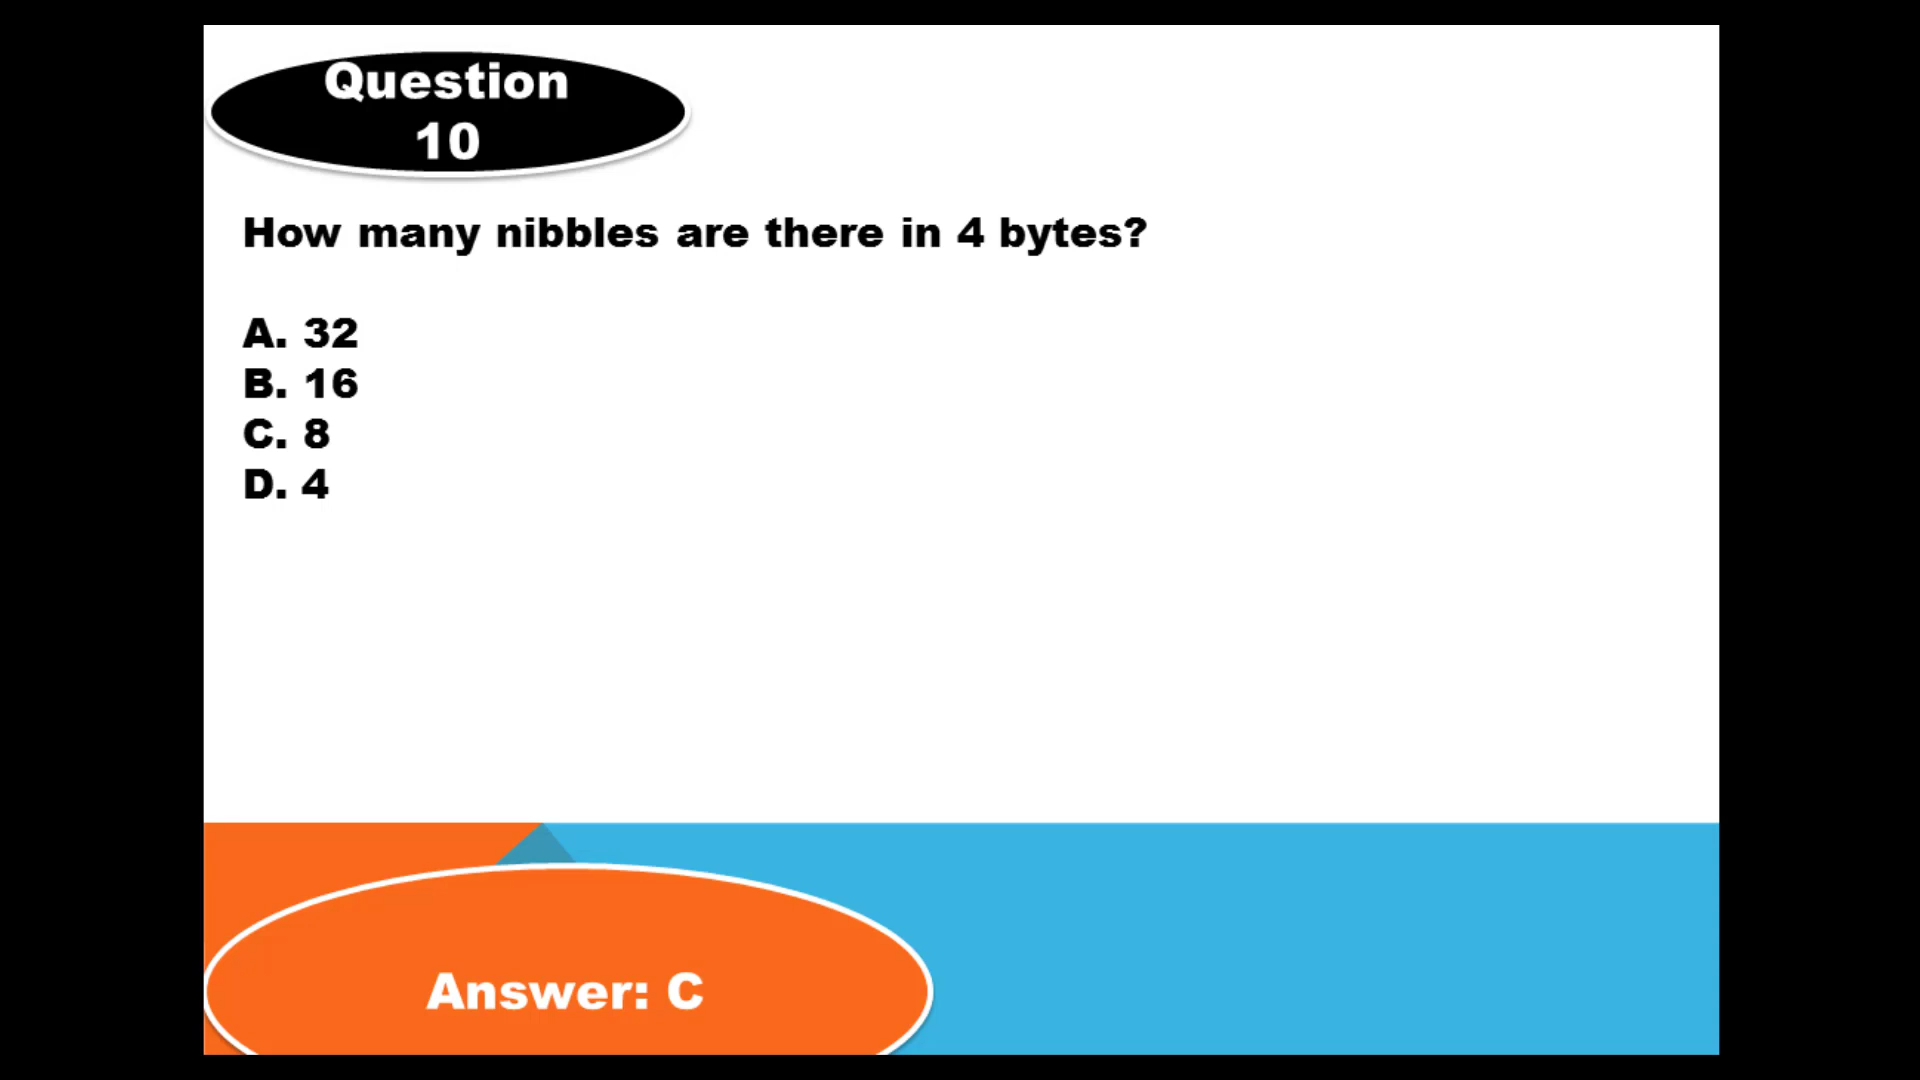 Question
10
How many nibbles are there in 4 bytes?
A. 32
B. 16
C. 8
D. 4
Answer: C